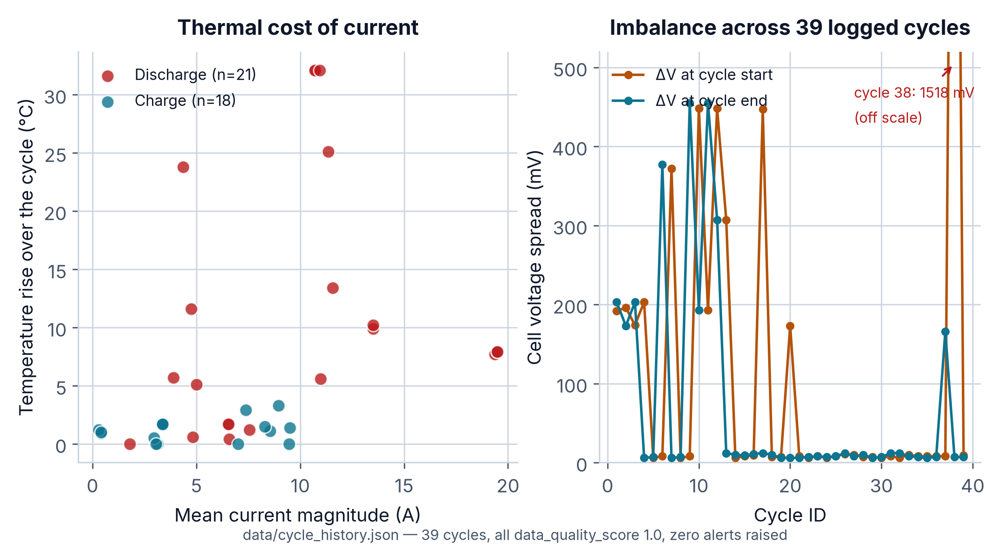 Thermal cost of current
Discharge (n=21)
Charge (n=18)
Temperature rise over the cycle (°C)
30
25
20
15
10
5
0
0 5 10 15 20
Mean current magnitude (A)
Imbalance across 39 logged cycles
ΔV at cycle start
ΔV at cycle end
cycle 38: 1518 mV
(off scale)
Cell voltage spread (mV)
500
400
300
200
100
0
0 10 20 30 40
Cycle ID
data/cycle_history.json — 39 cycles, all data_quality_score 1.0, zero alerts raised